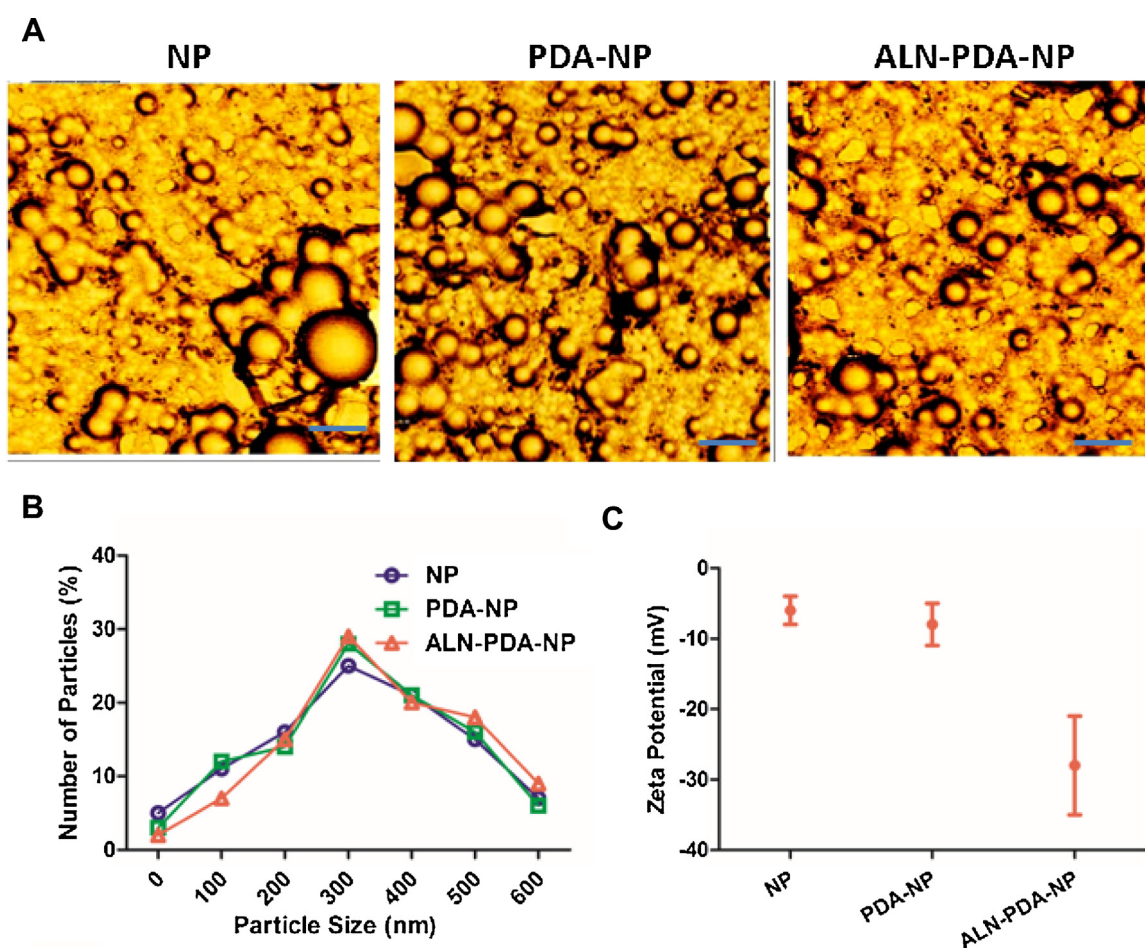 A
NP
PDA-NP
ALN-PDA-NP
B
40
30
20
10
0
Number of Particles (%)
NP
PDA-NP
ALN-PDA-NP
0
100
200
300
400
500
600
Particle Size (nm)
C
0
-10
-20
-30
-40
Zeta Potential (mV)
NP
PDA-NP
ALN-PDA-NP